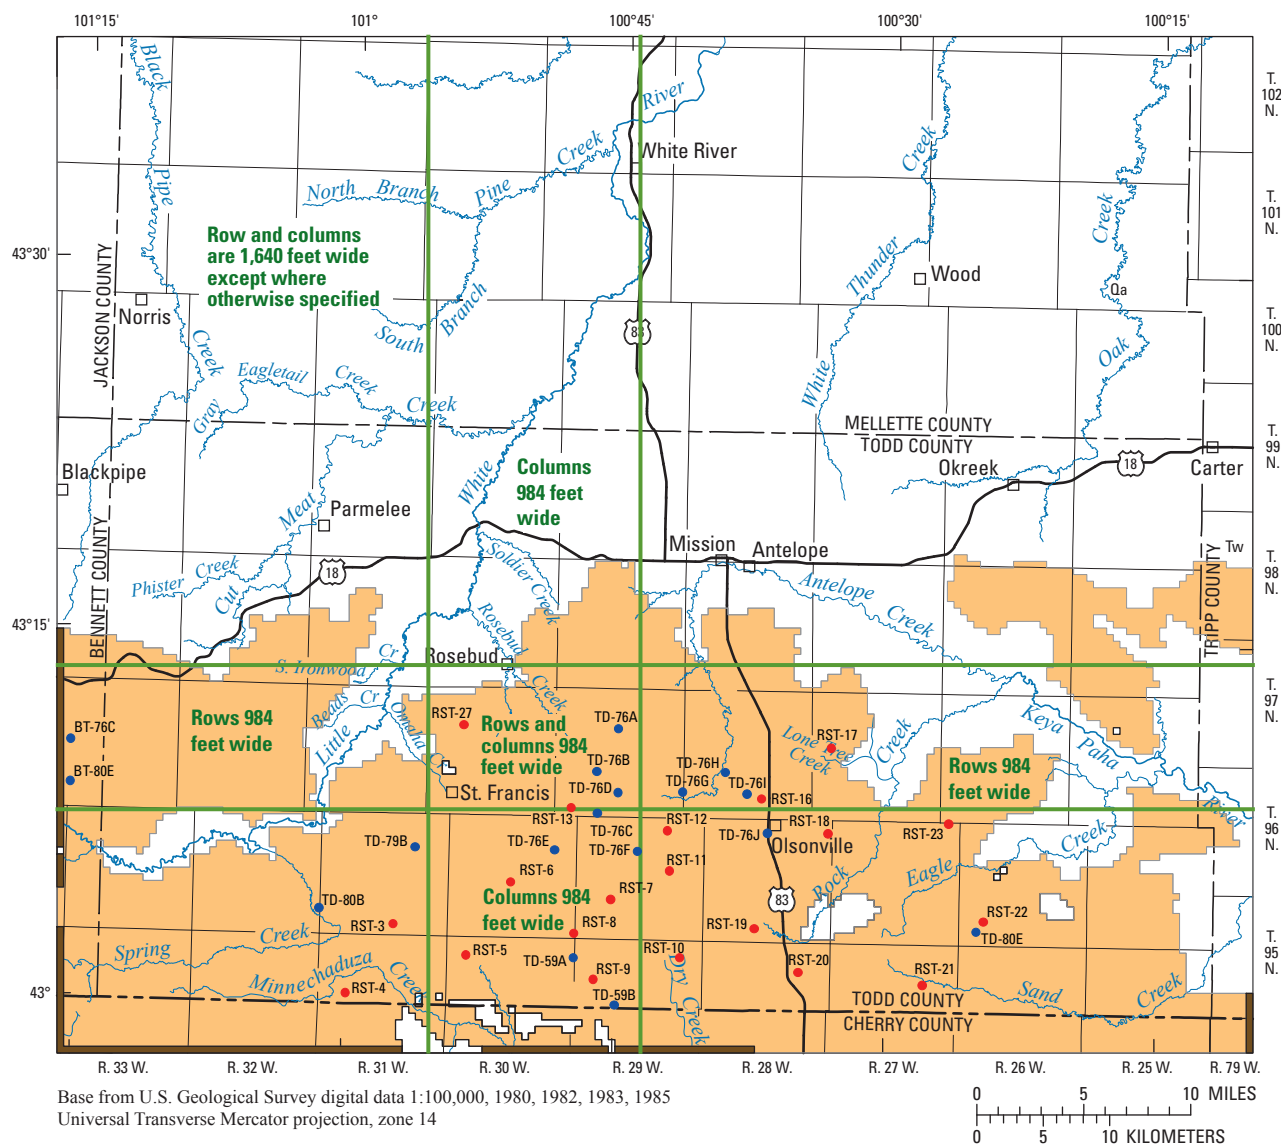 101°15'
101°
100°45'
100°30'
100°15'
T. 102 N.
T. 101 N.
T. 100 N.
T. 99 N.
T. 98 N.
T. 97 N.
T. 96 N.
T. 95 N.
43°30'
43°15'
43°
Black Pipe Creek
River
White River
Creek
Pine
North Branch
South Branch
Row and columns
are 1,640 feet wide
except where
otherwise specified
JACKSON COUNTY
Norris
Creek
Thunder
White
Wood
Creek
Qa
Oak
83
Eagletail Creek
Gray
Creek
MELLETTE COUNTY
TODD COUNTY
Okreek
18
Carter
Blackpipe
White
Columns
984 feet
wide
Meat
Parmelee
BENNETT COUNTY
Phister Creek
Cut
18
Soldier Creek
Mission
Antelope
Antelope Creek
TRIPP COUNTY
Tw
Rosebud
Rosebud Creek
S. Ironwood Cr
Beads Cr
Little
Omaha Cr
BT-76C
BT-80E
Rows 984
feet wide
RST-27
Rows and
columns 984
feet wide
TD-76A
TD-76B
TD-76D
TD-76H
TD-76G
TD-76I
RST-17
Lone Tree
Creek
Creek
Keya Paha River
Rows 984
feet wide
St. Francis
RST-16
RST-13
TD-76C
RST-12
TD-76J
RST-18
RST-23
Olsonville
TD-79B
TD-76E
TD-76F
RST-11
Rock
Eagle Creek
RST-6
RST-7
Columns 984
feet wide
83
TD-80B
RST-3
RST-8
RST-19
RST-22
TD-80E
Spring Creek
RST-5
TD-59A
RST-9
RST-10
RST-20
RST-21
Minnechaduza Creek
RST-4
TD-59B
Dry Creek
Sand Creek
TODD COUNTY
CHERRY COUNTY
R. 33 W.
R. 32 W.
R. 31 W.
R. 30 W.
R. 29 W.
R. 28 W.
R. 27 W.
R. 26 W.
R. 25 W.
R. 79 W.
Base from U.S. Geological Survey digital data 1:100,000, 1980, 1982, 1983, 1985
Universal Transverse Mercator projection, zone 14
0 5 10 MILES
0 5 10 KILOMETERS